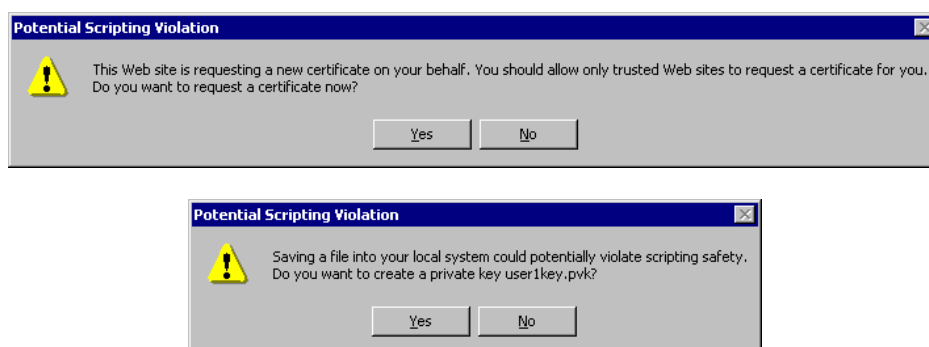 Potential Scripting Violation
This Web site is requesting a new certificate on your behalf. You should allow only trusted Web sites to request a certificate for you.
Do you want to request a certificate now?
Yes No
Potential Scripting Violation
Saving a file into your local system could potentially violate scripting safety.
Do you want to create a private key user1key.pvk?
Yes No